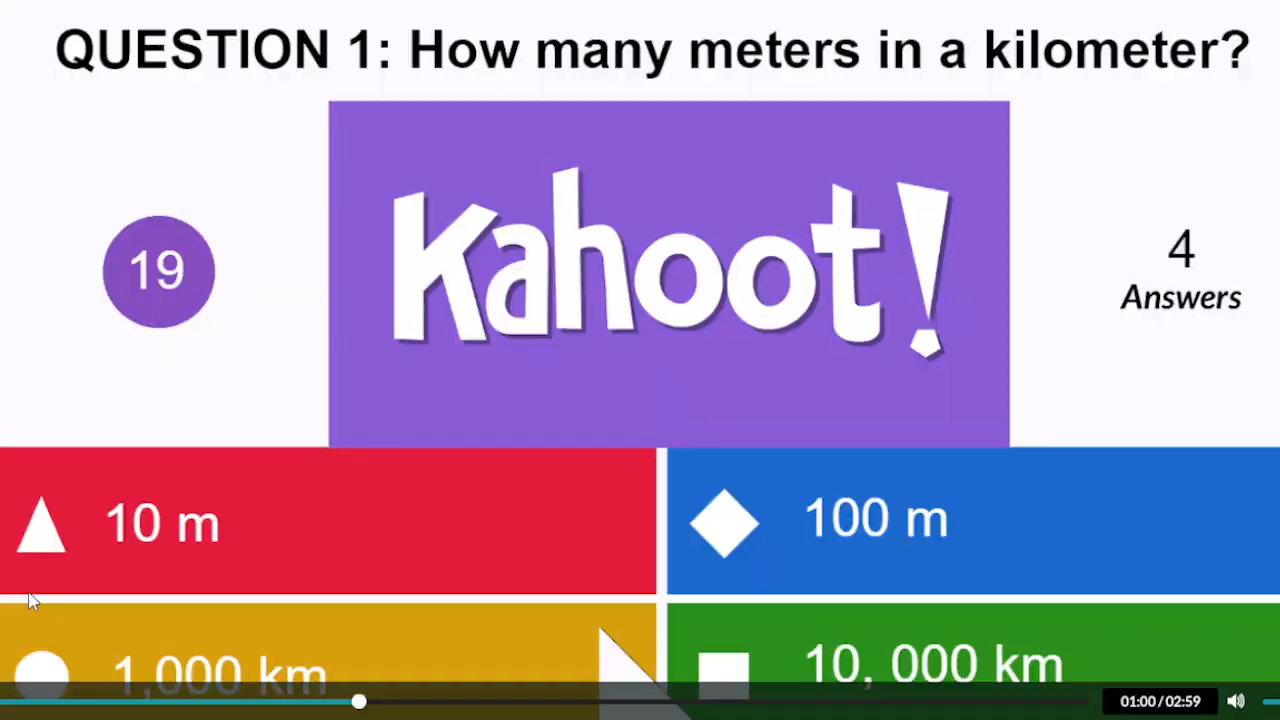 QUESTION 1: How many meters in a kilometer?
Kahoot!
19
4
Answers
10 m
100 m
1,000 km
10, 000 km
01:00 / 02:59